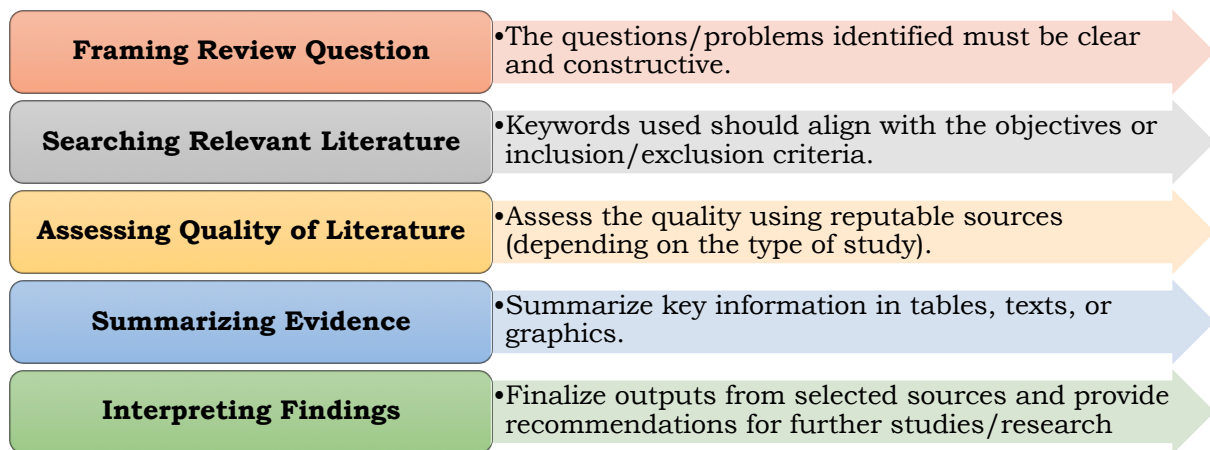 Framing Review Question
•The questions/problems identified must be clear
and constructive.
Searching Relevant Literature
•Keywords used should align with the objectives or
inclusion/exclusion criteria.
Assessing Quality of Literature
•Assess the quality using reputable sources
(depending on the type of study).
Summarizing Evidence
•Summarize key information in tables, texts, or
graphics.
Interpreting Findings
•Finalize outputs from selected sources and provide
recommendations for further studies/research